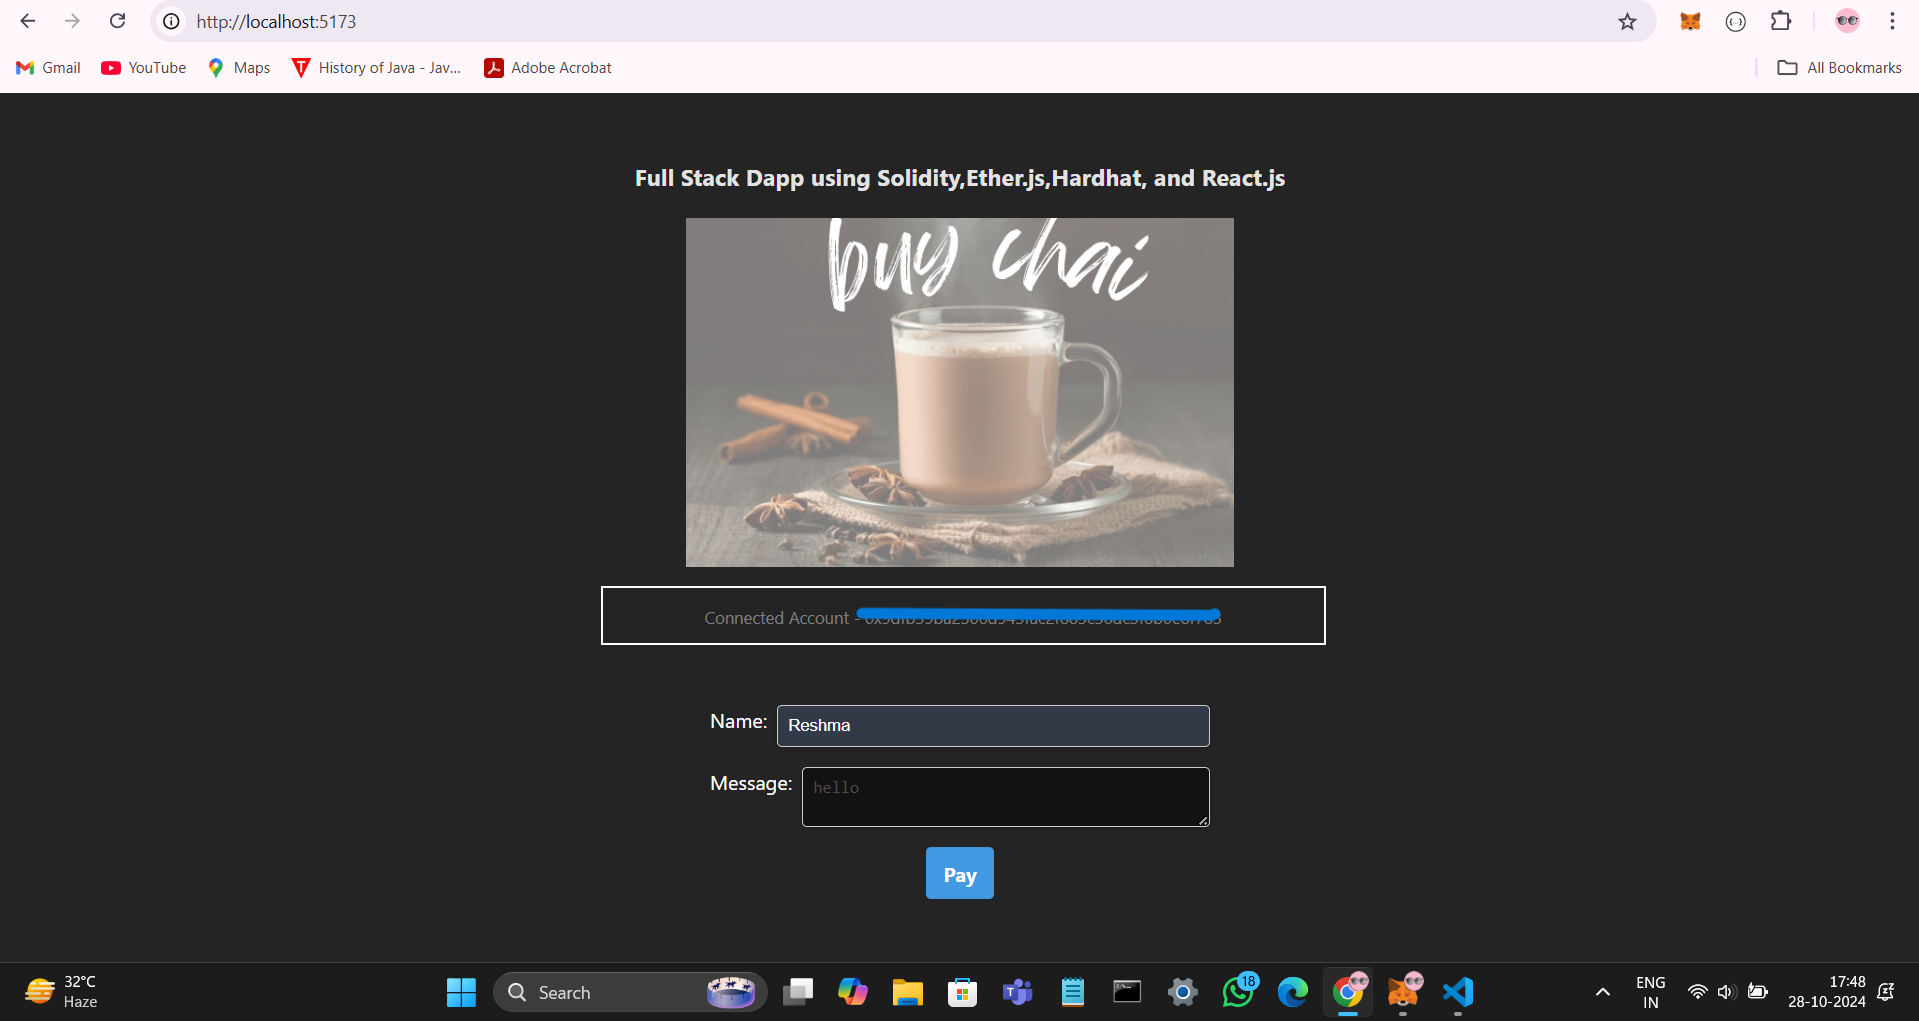 http://localhost:5173
Gmail YouTube Maps History of Java - Jav... Adobe Acrobat All Bookmarks
Full Stack Dapp using Solidity,Ether.js,Hardhat, and React.js
buy chai
Connected Account -
Name: Reshma
Message: hello
Pay
32°C
Haze
Search
18
ENG
IN
17:48
28-10-2024